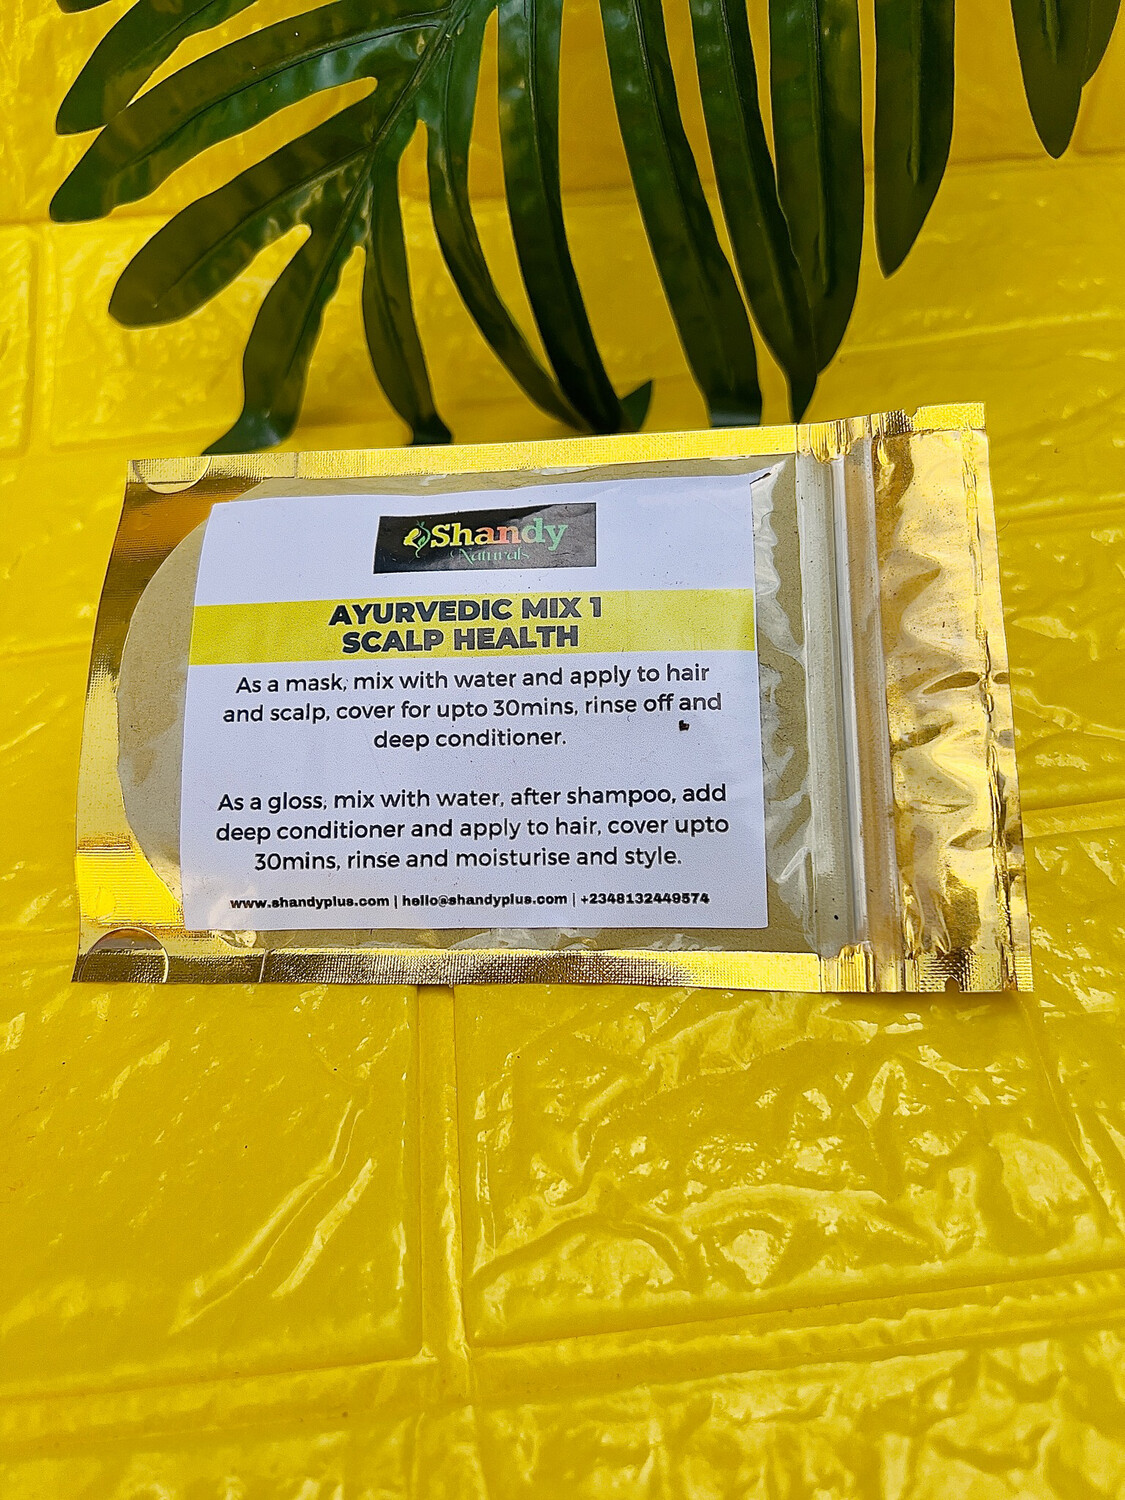 Shandy
Naturals
AYURVEDIC MIX 1
SCALP HEALTH
As a mask, mix with water and apply to hair
and scalp, cover for upto 30mins, rinse off and
deep conditioner.
As a gloss, mix with water, after shampoo, add
deep conditioner and apply to hair, cover upto
30mins, rinse and moisturise and style.
www.shandyplus.com | hello@shandyplus.com | +2348132449574